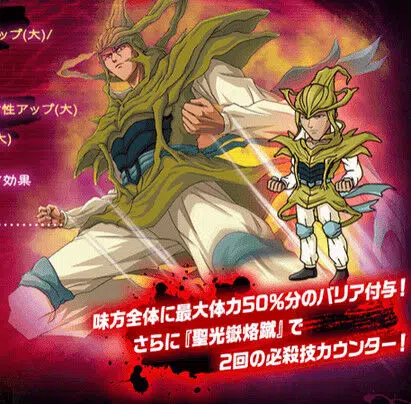 ップ(大)/
性アップ(大)
大)
効果
味方全体に最大体力50%分のバリア付与!
さらに『聖光嶽烙蹴』で
2回の必殺技カウンター!